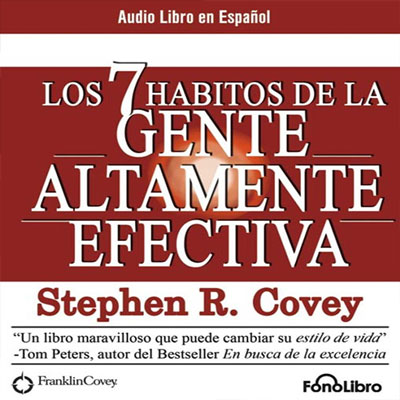 Audio Libro en Español
LOS 7 HABITOS DE LA
GENTE
ALTAMENTE
EFECTIVA
Stephen R. Covey
“Un libro maravilloso que puede cambiar su estilo de vida”
-Tom Peters, autor del Bestseller En busca de la excelencia
FranklinCovey.
FonoLibro